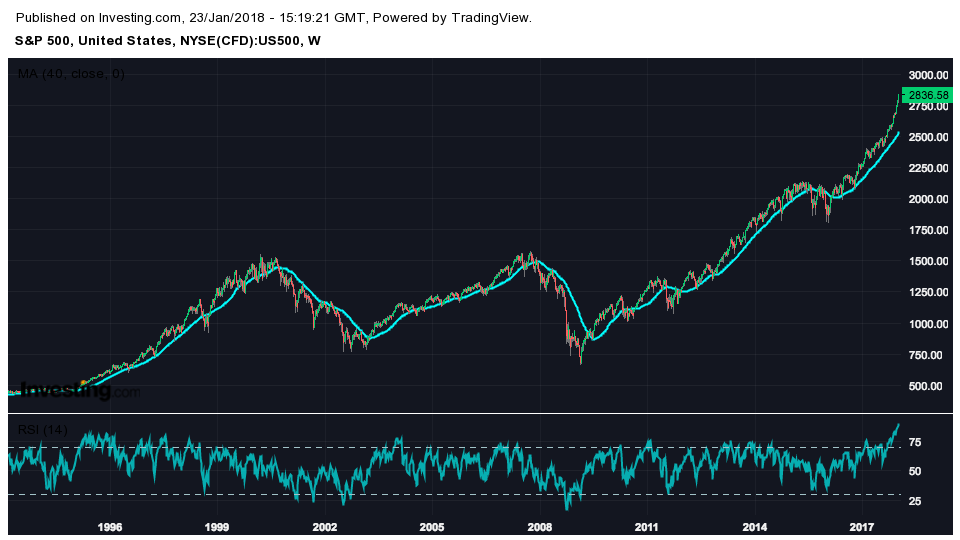 Published on Investing.com, 23/Jan/2018 - 15:19:21 GMT, Powered by TradingView.
S&P 500, United States, NYSE(CFD):US500, W
MA (40, close, 0)
3000.00
2836.58
2750.00
2500.00
2250.00
2000.00
1750.00
1500.00
1250.00
1000.00
750.00
500.00
Investing.com
RSI (14)
75
50
25
1996 1999 2002 2005 2008 2011 2014 2017